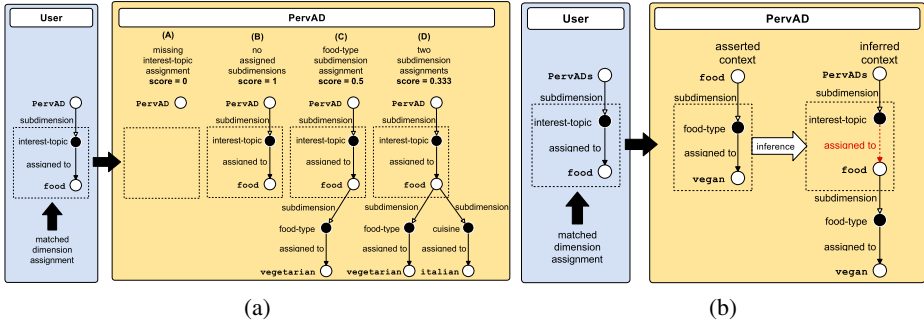 User
PervAD
(A)
missing
interest-topic
assignment
score = 0
(B)
no
assigned
subdimensions
score = 1
(C)
food-type
subdimension
assignment
score = 0.5
(D)
two
subdimension
assignments
score = 0.333
PervAD
subdimension
interest-topic
assigned to
food
matched
dimension
assignment
PervAD
PervAD
subdimension
interest-topic
assigned to
food
PervAD
subdimension
interest-topic
assigned to
food
subdimension
food-type
assigned to
vegetarian
PervAD
subdimension
interest-topic
assigned to
food
subdimension
subdimension
food-type
cuisine
assigned to
assigned to
vegetarian
italian
(a)
User
PervAD
PervADs
subdimension
interest-topic
assigned to
food
matched
dimension
assignment
asserted
context
food
subdimension
food-type
assigned to
vegan
inference
inferred
context
PervADs
subdimension
interest-topic
assigned to
food
subdimension
food-type
assigned to
vegan
(b)